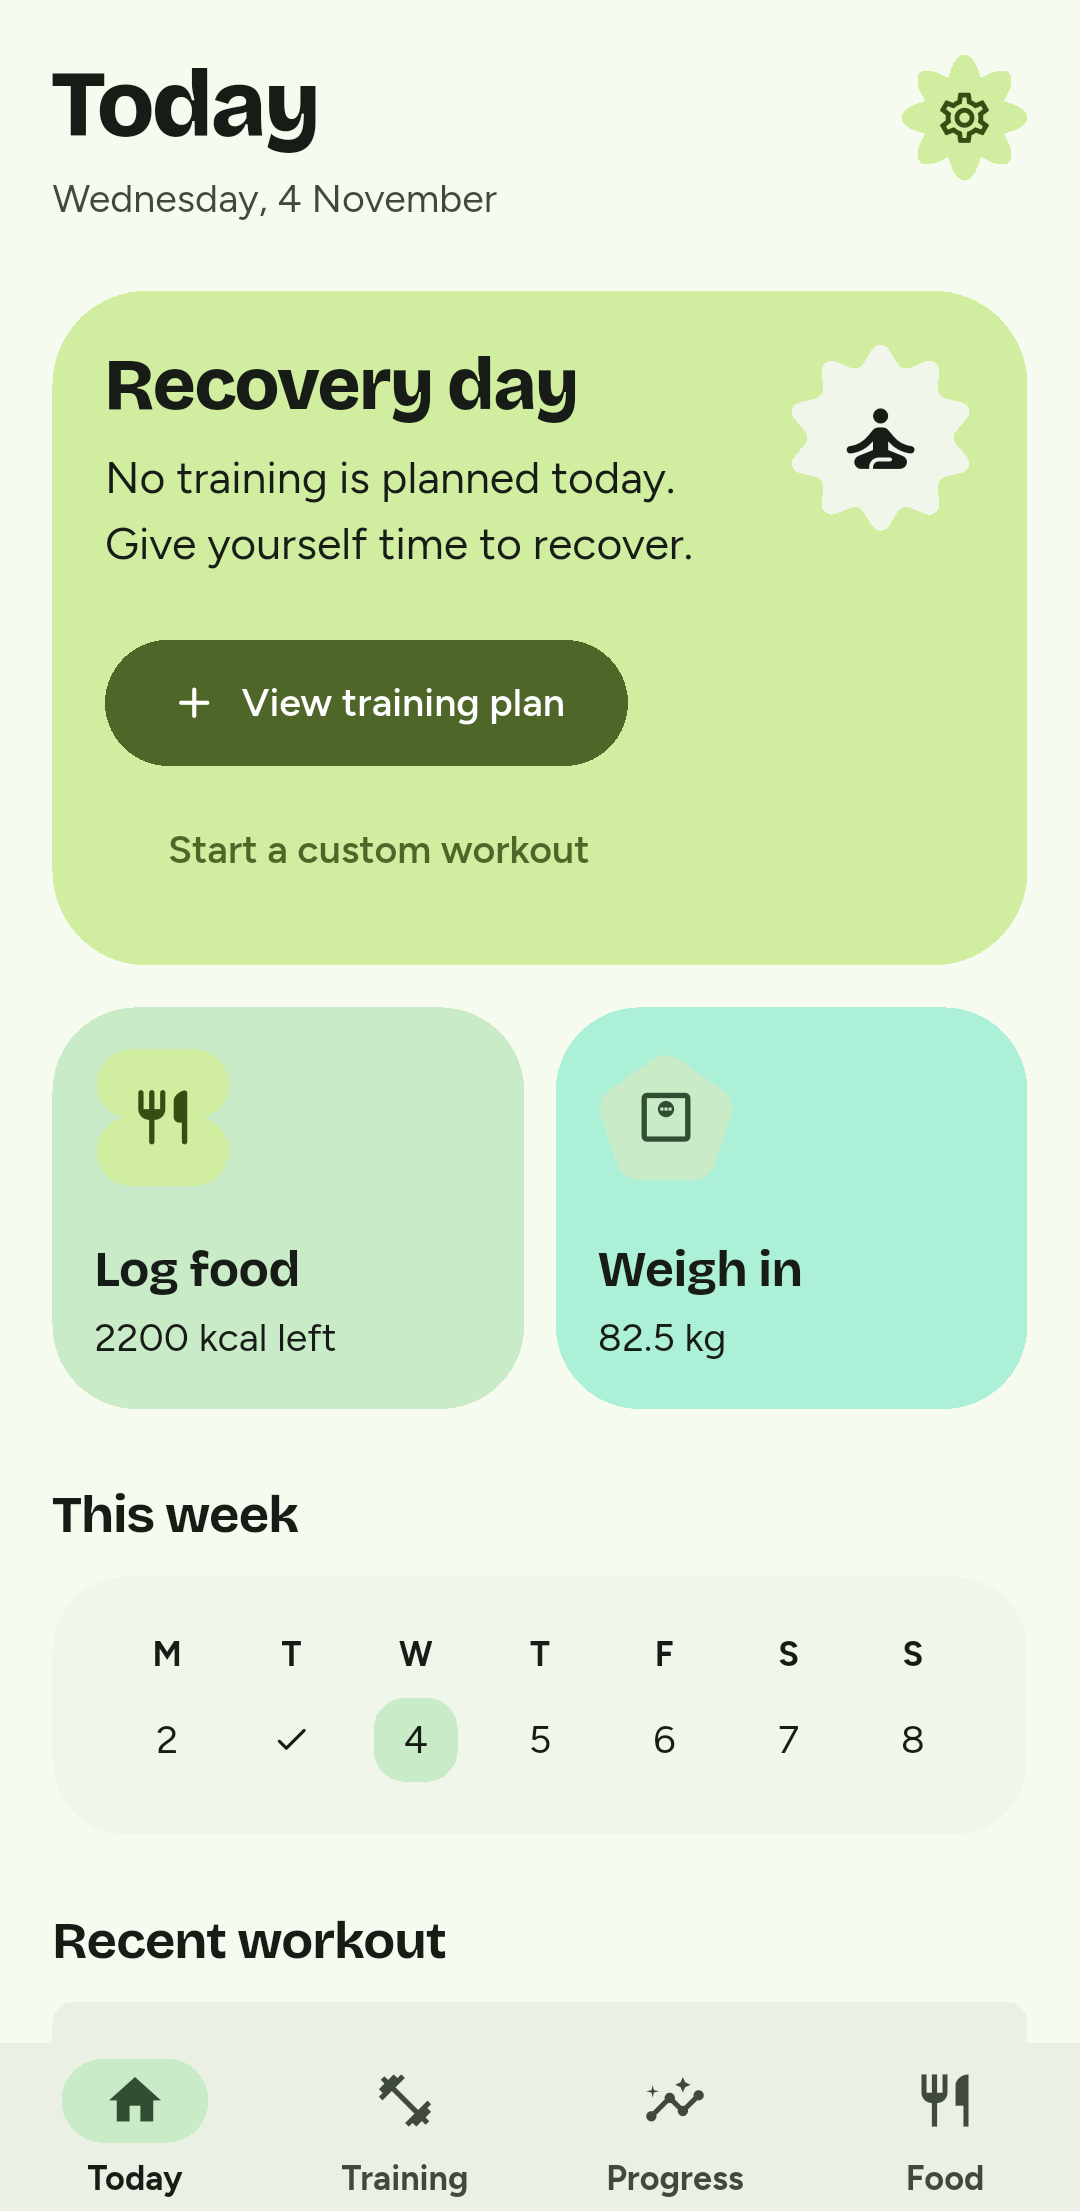 Today
Wednesday, 4 November
Recovery day
No training is planned today.
Give yourself time to recover.
View training plan
Start a custom workout
Log food
2200 kcal left
Weigh in
82.5 kg
This week
M T W T F S S
2 4 5 6 7 8
Recent workout
Today Training Progress Food